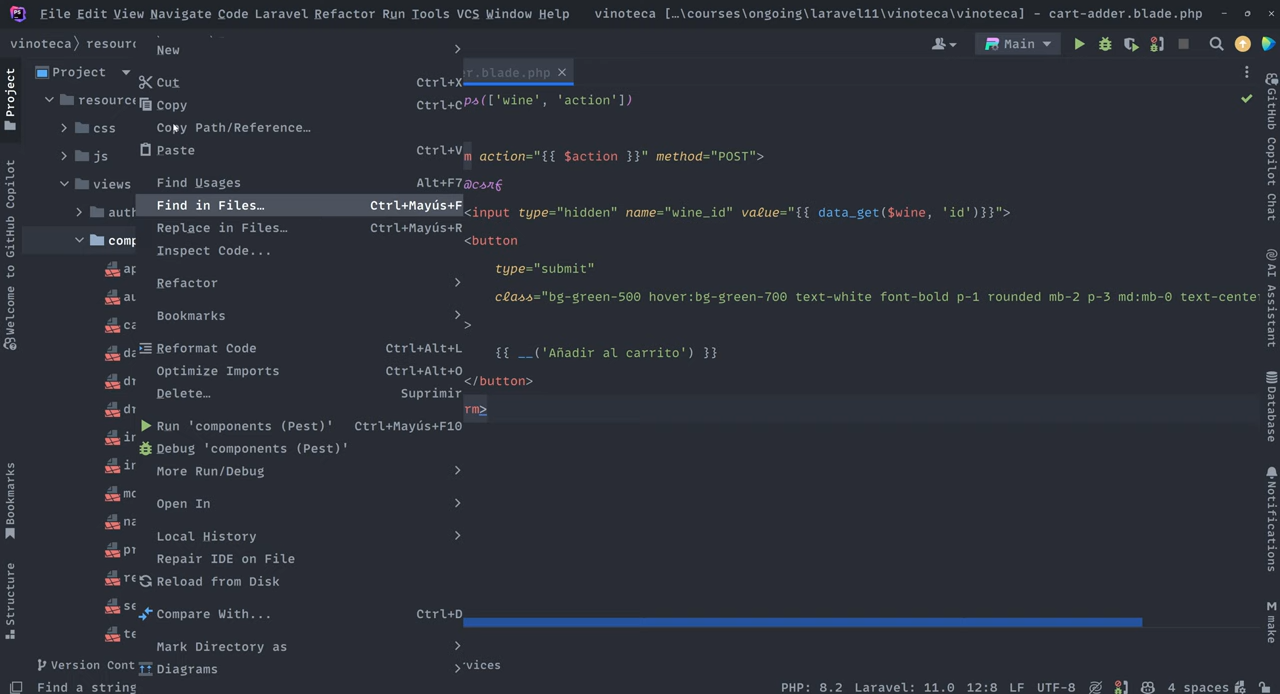 File Edit View Navigate Code Laravel Refactor Run Tools VCS Window Help vinoteca […\courses\ongoing\laravel11\vinoteca\vinoteca] - cart-adder.blade.php
vinoteca
Main
Project
resource
css
js
views
auth
comp
New
Cut Ctrl+X
Copy Ctrl+C
Copy Path/Reference…
Paste Ctrl+V
Find Usages Alt+F7
Find in Files… Ctrl+Mayús+F
Replace in Files… Ctrl+Mayús+R
Inspect Code...
Refactor
Bookmarks
Reformat Code Ctrl+Alt+L
Optimize Imports Ctrl+Alt+O
Delete… Suprimir
Run 'components (Pest)' Ctrl+Mayús+F10
Debug 'components (Pest)'
More Run/Debug
Open In
Local History
Repair IDE on File
Reload from Disk
Compare With... Ctrl+D
Mark Directory as
Diagrams
er.blade.php
ps(['wine', 'action'])
m action="{{ $action }}" method="POST">
@csrf
<input type="hidden" name="wine_id" value="{{ data_get($wine, 'id')}}">
<button
type="submit"
class="bg-green-500 hover:bg-green-700 text-white font-bold p-1 rounded mb-2 p-3 md:mb-0 text-cente
>
{{ __('Añadir al carrito') }}
</button>
rm>
Project
Welcome to GitHub Copilot
Bookmarks
Structure
GitHub Copilot Chat
AI Assistant
Database
Notifications
make
Version Cont
rvices
Find a string
PHP: 8.2 Laravel: 11.0 12:8 LF UTF-8 4 spaces